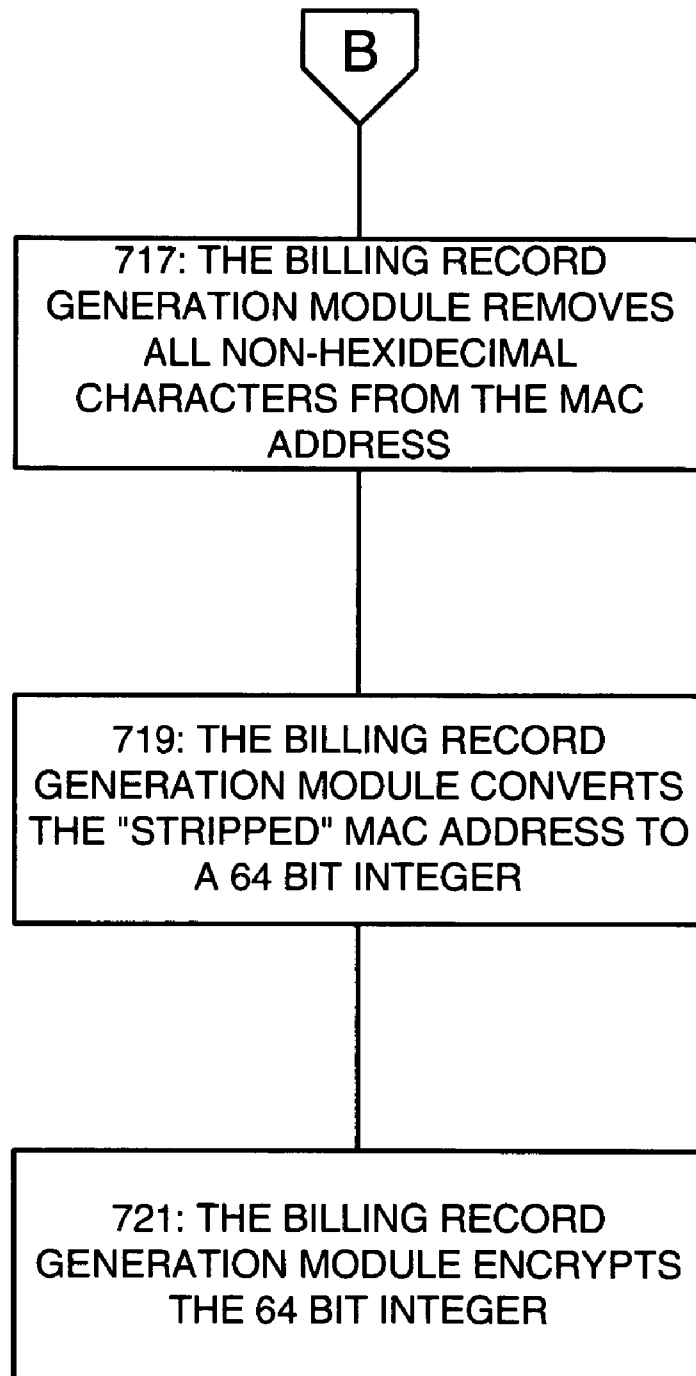 B
717: THE BILLING RECORD
GENERATION MODULE REMOVES
ALL NON-HEXIDECIMAL
CHARACTERS FROM THE MAC
ADDRESS
719: THE BILLING RECORD
GENERATION MODULE CONVERTS
THE "STRIPPED" MAC ADDRESS TO
A 64 BIT INTEGER
721: THE BILLING RECORD
GENERATION MODULE ENCRYPTS
THE 64 BIT INTEGER